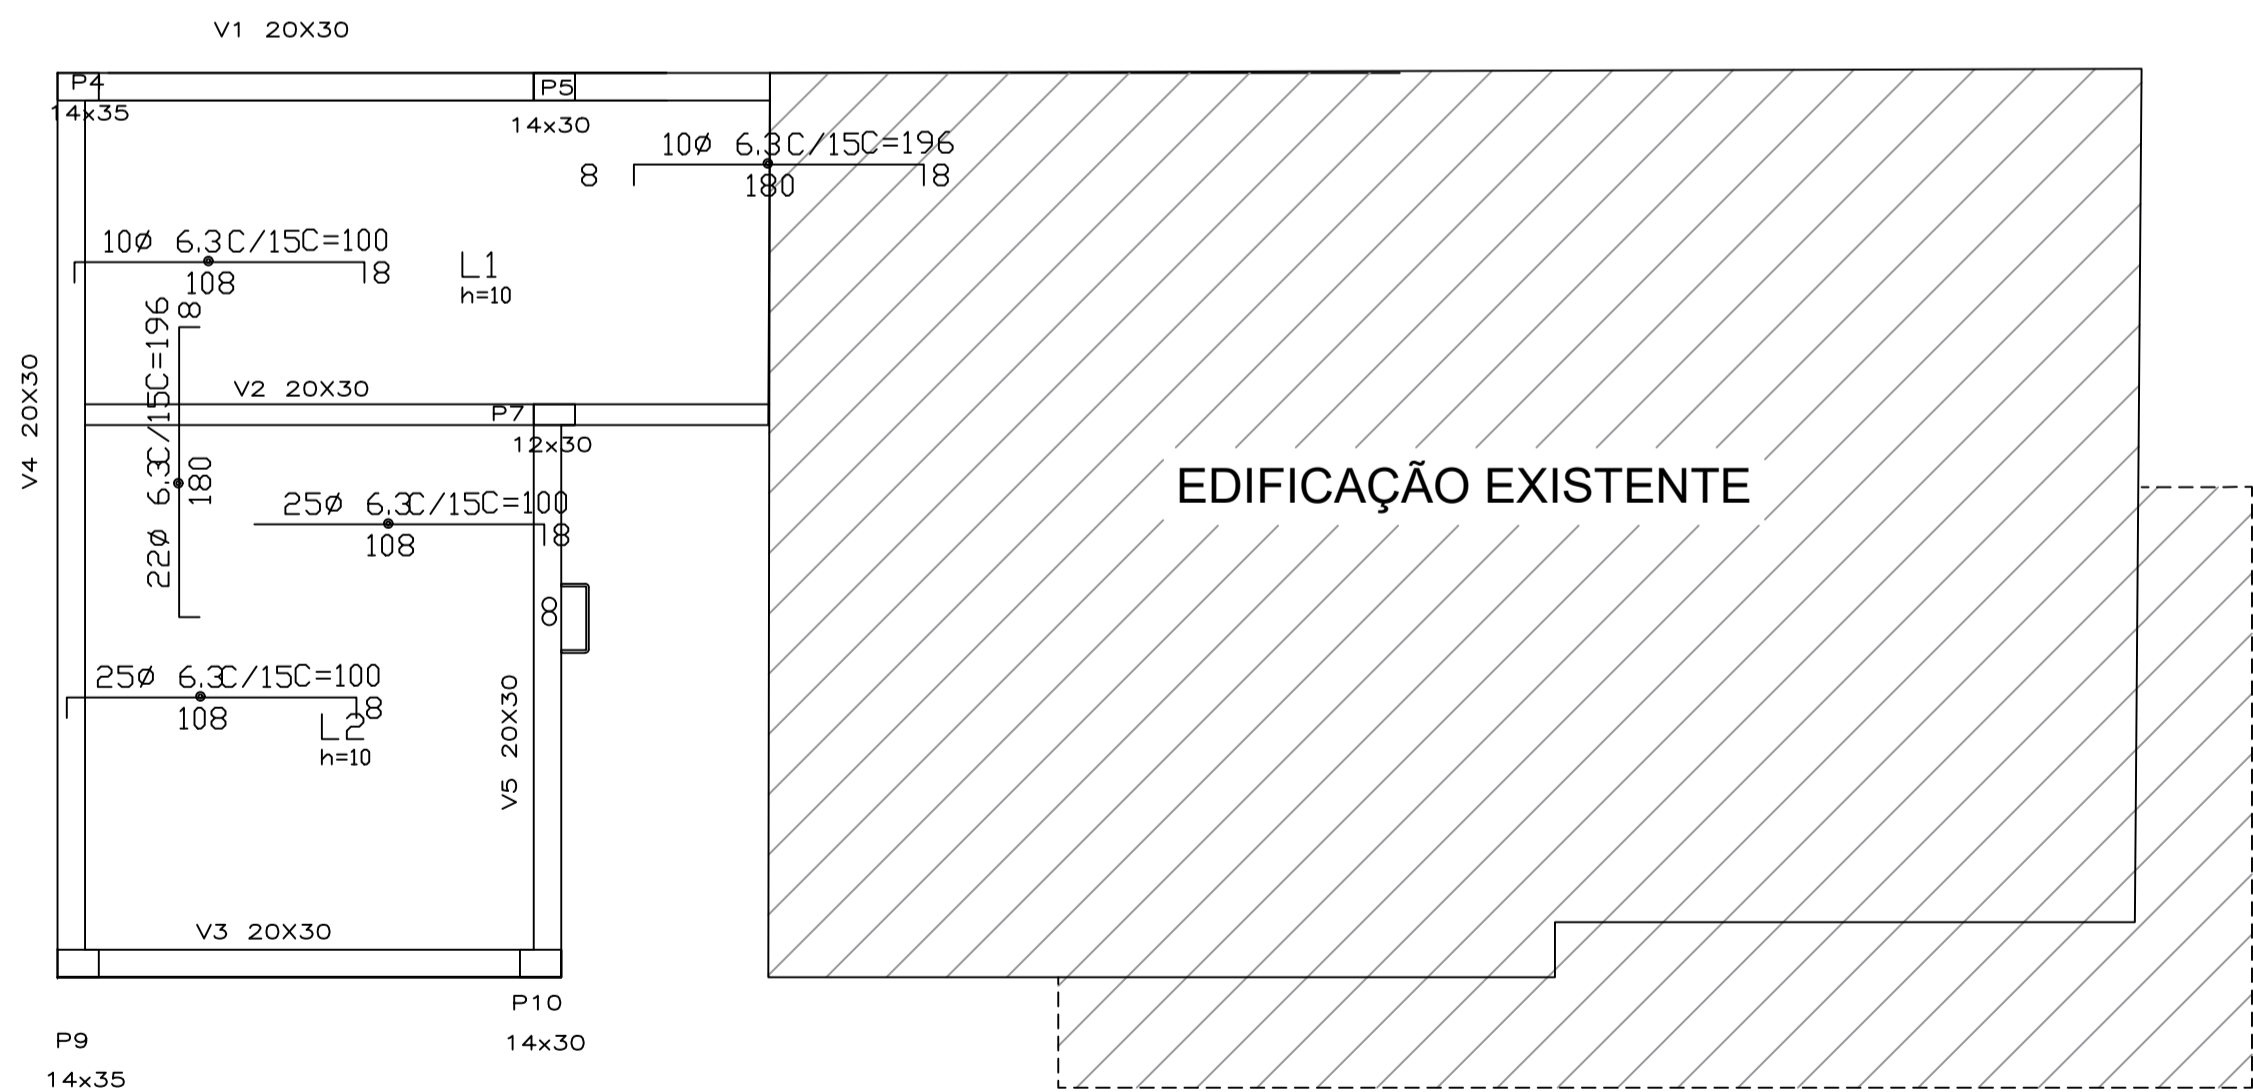 V1 20X30
P4
14x35
P5
14x30
10ø 6.3C/15C=196
8
180
8
10ø 6.3C/15C=100
108
8
L1
h=10
22ø 6.3C/15C=196
180
8
V4 20X30
V2 20X30
P7
12x30
25ø 6.3C/15C=100
108
8
8
EDIFICAÇÃO EXISTENTE
25ø 6.3C/15C=100
108
8
L2
h=10
V5 20X30
V3 20X30
P10
14x30
P9
14x35